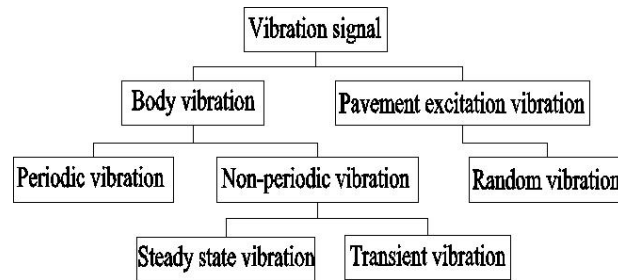 Vibration signal
Body vibration
Pavement excitation vibration
Periodic vibration
Non-periodic vibration
Random vibration
Steady state vibration
Transient vibration